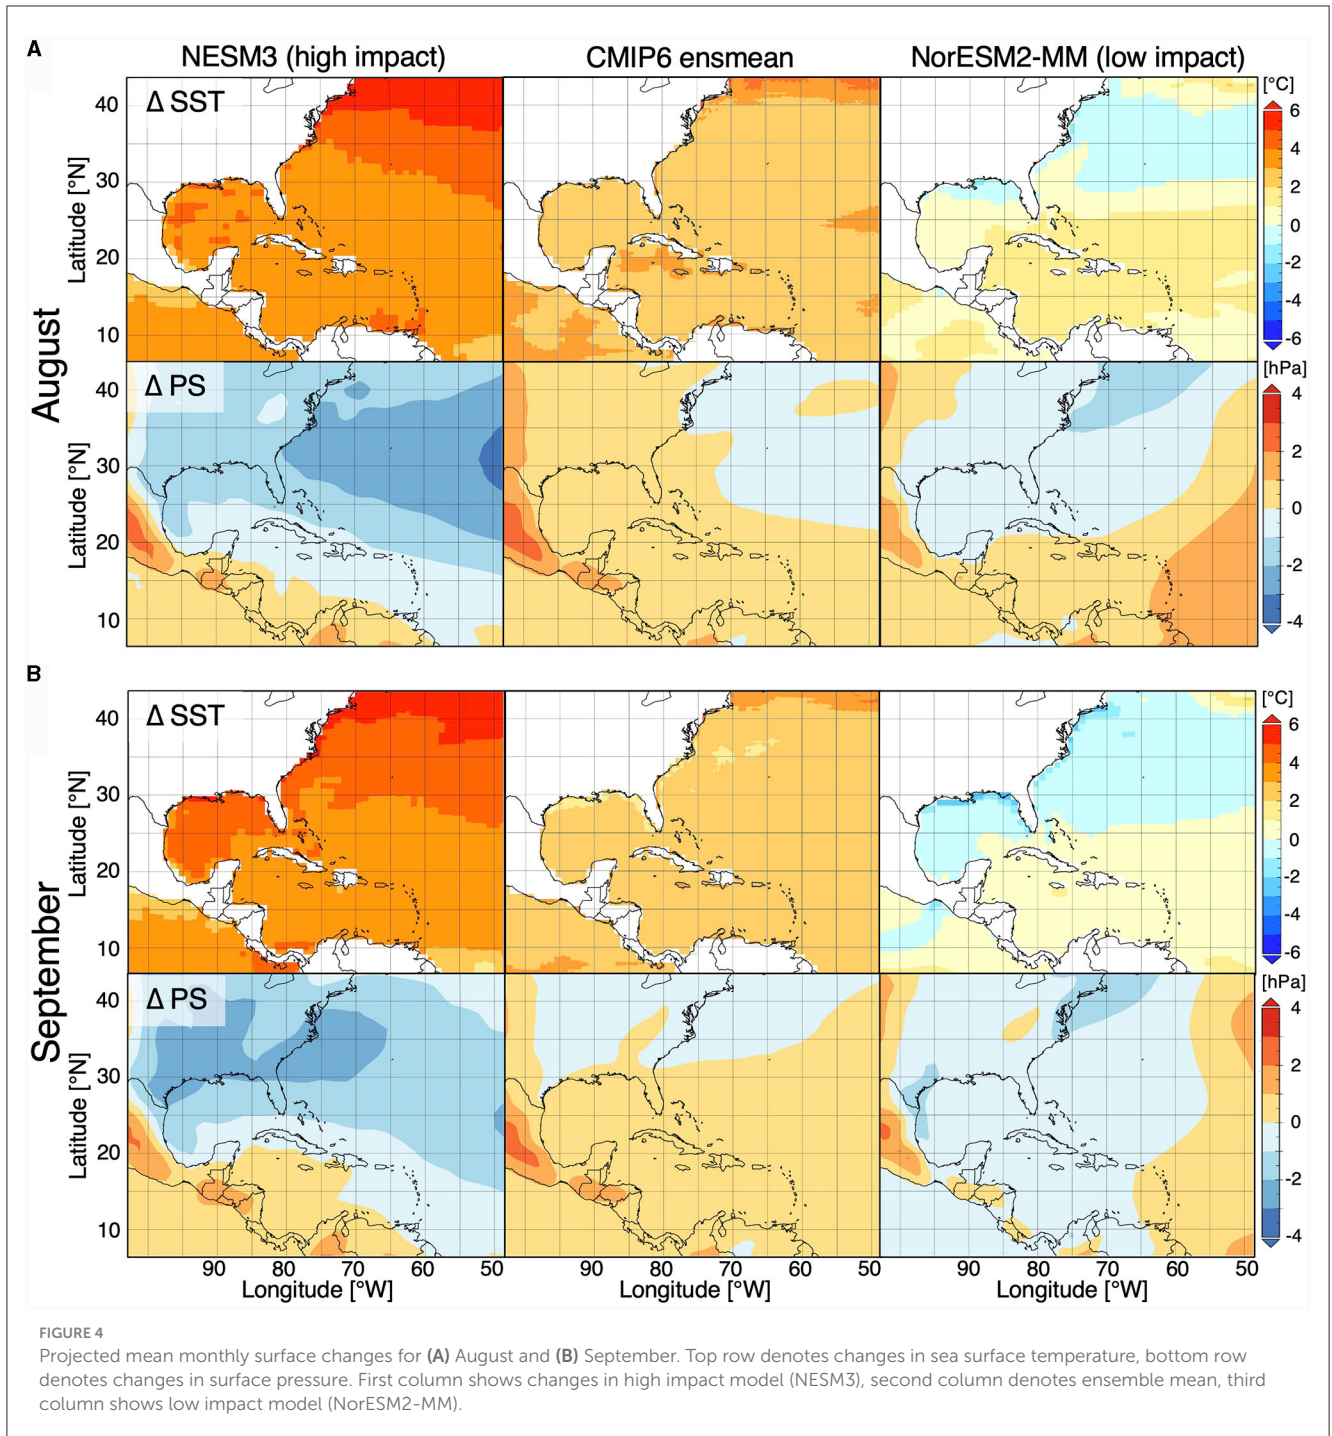 A
NESM3 (high impact)
CMIP6 ensmean
NorESM2-MM (low impact)
August
Δ SST
Latitude [°N]
40
30
20
10
[°C]
6
4
2
0
-2
-4
-6
Δ PS
Latitude [°N]
40
30
20
10
[hPa]
4
2
0
-2
-4
B
September
Δ SST
Latitude [°N]
40
30
20
10
[°C]
6
4
2
0
-2
-4
-6
Δ PS
Latitude [°N]
40
30
20
10
[hPa]
4
2
0
-2
-4
90 80 70 60 50
90 80 70 60 50
90 80 70 60 50
Longitude [°W]
Longitude [°W]
Longitude [°W]
FIGURE 4
Projected mean monthly surface changes for (A) August and (B) September. Top row denotes changes in sea surface temperature, bottom row
denotes changes in surface pressure. First column shows changes in high impact model (NESM3), second column denotes ensemble mean, third
column shows low impact model (NorESM2-MM).